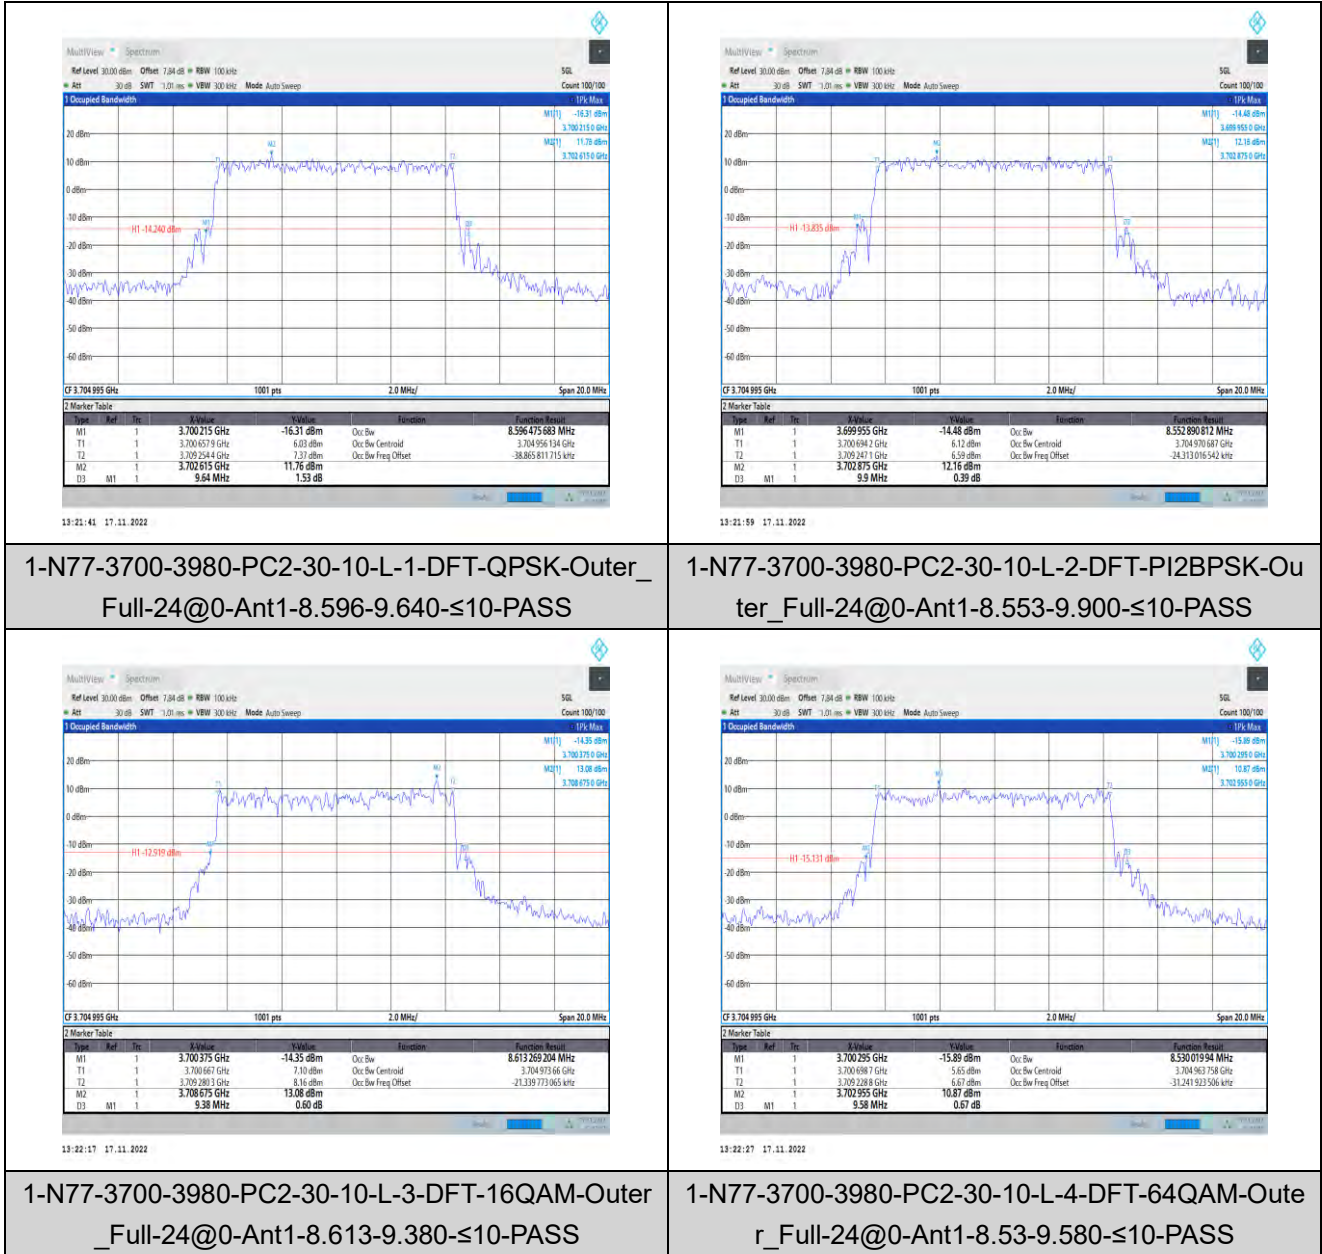 MultiView Spectrum
Ref Level 30.00 dBm Offset 7.84 dB RBW 100 kHz SGL
Att 30 dB SWT 1.01 ms VBW 300 kHz Mode Auto Sweep Count 100/100
1 Occupied Bandwidth 1Pk Max
M1[1] -16.31 dBm
3.700 215 0 GHz
M2[1] 11.76 dBm
3.702 615 0 GHz
20 dBm
10 dBm
0 dBm
-10 dBm
H1 -14.240 dBm
-20 dBm
-30 dBm
-40 dBm
-50 dBm
-60 dBm
M2
T1
T2
M1
CF 3.704 995 GHz 1001 pts 2.0 MHz/ Span 20.0 MHz
2 Marker Table
Type Ref Trc X-Value Y-Value Function Function Result
M1 1 3.700 215 GHz -16.31 dBm Occ Bw 8.596 475 683 MHz
T1 1 3.700 657 9 GHz 6.03 dBm Occ Bw Centroid 3.704 956 134 GHz
T2 1 3.709 254 4 GHz 7.37 dBm Occ Bw Freq Offset -38.865 811 715 kHz
M2 1 3.702 615 GHz 11.76 dBm
D3 M1 1 9.64 MHz 1.53 dB
13:21:41 17.11.2022
1-N77-3700-3980-PC2-30-10-L-1-DFT-QPSK-Outer_
Full-24@0-Ant1-8.596-9.640-≤10-PASS
MultiView Spectrum
Ref Level 30.00 dBm Offset 7.84 dB RBW 100 kHz SGL
Att 30 dB SWT 1.01 ms VBW 300 kHz Mode Auto Sweep Count 100/100
1 Occupied Bandwidth 1Pk Max
M1[1] -14.48 dBm
3.699 955 0 GHz
M2[1] 12.16 dBm
3.702 875 0 GHz
20 dBm
10 dBm
0 dBm
-10 dBm
H1 -13.835 dBm
-20 dBm
-30 dBm
-40 dBm
-50 dBm
-60 dBm
M2
T1
CF 3.704 995 GHz 1001 pts 2.0 MHz/ Span 20.0 MHz
2 Marker Table
Type Ref Trc X-Value Y-Value Function Function Result
M1 1 3.699 955 GHz -14.48 dBm Occ Bw 8.552 890 812 MHz
T1 1 3.700 694 2 GHz 6.12 dBm Occ Bw Centroid 3.704 970 687 GHz
T2 1 3.709 247 1 GHz 6.59 dBm Occ Bw Freq Offset -24.313 016 542 kHz
M2 1 3.702 875 GHz 12.16 dBm
D3 M1 1 9.9 MHz 0.39 dB
13:21:59 17.11.2022
1-N77-3700-3980-PC2-30-10-L-2-DFT-PI2BPSK-Ou
ter_Full-24@0-Ant1-8.553-9.900-≤10-PASS
MultiView Spectrum
Ref Level 30.00 dBm Offset 7.84 dB RBW 100 kHz SGL
Att 30 dB SWT 1.01 ms VBW 300 kHz Mode Auto Sweep Count 100/100
1 Occupied Bandwidth 1Pk Max
M1[1] -14.35 dBm
3.700 375 0 GHz
M2[1] 13.08 dBm
3.708 675 0 GHz
20 dBm
10 dBm
0 dBm
-10 dBm
H1 -12.919 dBm
-20 dBm
-30 dBm
-40 dBm
-50 dBm
-60 dBm
M2
T1
T2
CF 3.704 995 GHz 1001 pts 2.0 MHz/ Span 20.0 MHz
2 Marker Table
Type Ref Trc X-Value Y-Value Function Function Result
M1 1 3.700 375 GHz -14.35 dBm Occ Bw 8.613 269 204 MHz
T1 1 3.700 667 GHz 7.10 dBm Occ Bw Centroid 3.704 973 66 GHz
T2 1 3.709 280 3 GHz 8.16 dBm Occ Bw Freq Offset -21.339 773 065 kHz
M2 1 3.708 675 GHz 13.08 dBm
D3 M1 1 9.38 MHz 0.60 dB
13:22:17 17.11.2022
1-N77-3700-3980-PC2-30-10-L-3-DFT-16QAM-Outer
_Full-24@0-Ant1-8.613-9.380-≤10-PASS
MultiView Spectrum
Ref Level 30.00 dBm Offset 7.84 dB RBW 100 kHz SGL
Att 30 dB SWT 1.01 ms VBW 300 kHz Mode Auto Sweep Count 100/100
1 Occupied Bandwidth 1Pk Max
M1[1] -15.89 dBm
3.700 295 0 GHz
M2[1] 10.87 dBm
3.702 955 0 GHz
20 dBm
10 dBm
0 dBm
-10 dBm
H1 -15.131 dBm
-20 dBm
-30 dBm
-40 dBm
-50 dBm
-60 dBm
CF 3.704 995 GHz 1001 pts 2.0 MHz/ Span 20.0 MHz
2 Marker Table
Type Ref Trc X-Value Y-Value Function Function Result
M1 1 3.700 295 GHz -15.89 dBm Occ Bw 8.530 019 94 MHz
T1 1 3.700 698 7 GHz 5.65 dBm Occ Bw Centroid 3.704 963 758 GHz
T2 1 3.709 228 8 GHz 6.67 dBm Occ Bw Freq Offset -31.241 923 506 kHz
M2 1 3.702 955 GHz 10.87 dBm
D3 M1 1 9.58 MHz 0.67 dB
13:22:27 17.11.2022
1-N77-3700-3980-PC2-30-10-L-4-DFT-64QAM-Oute
r_Full-24@0-Ant1-8.53-9.580-≤10-PASS